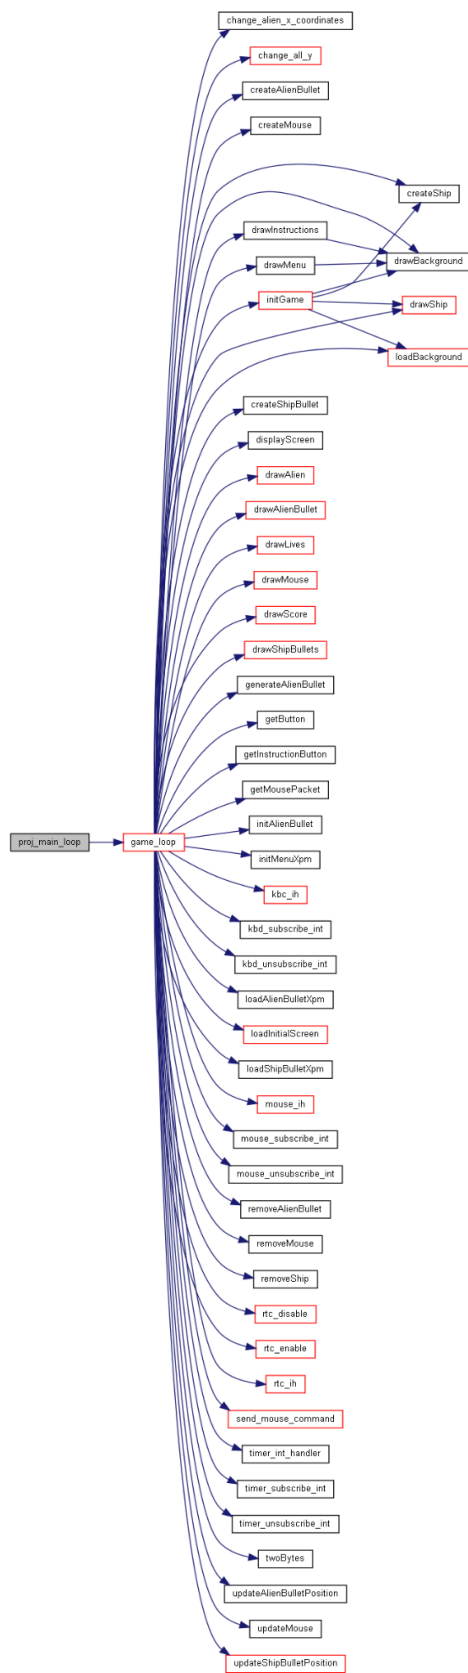 change_alien_x_coordinates
change_all_y
createAlienBullet
createMouse
createShip
drawInstructions
drawBackground
drawMenu
initGame
drawShip
loadBackground
createShipBullet
displayScreen
drawAlien
drawAlienBullet
drawLives
drawMouse
drawScore
drawShipBullets
generateAlienBullet
getButton
getInstructionButton
getMousePacket
initAlienBullet
proj_main_loop
game_loop
initMenuXpm
kbc_ih
kbd_subscribe_int
kbd_unsubscribe_int
loadAlienBulletXpm
loadInitialScreen
loadShipBulletXpm
mouse_ih
mouse_subscribe_int
mouse_unsubscribe_int
removeAlienBullet
removeMouse
removeShip
rtc_disable
rtc_enable
rtc_ih
send_mouse_command
timer_int_handler
timer_subscribe_int
timer_unsubscribe_int
twoBytes
updateAlienBulletPosition
updateMouse
updateShipBulletPosition